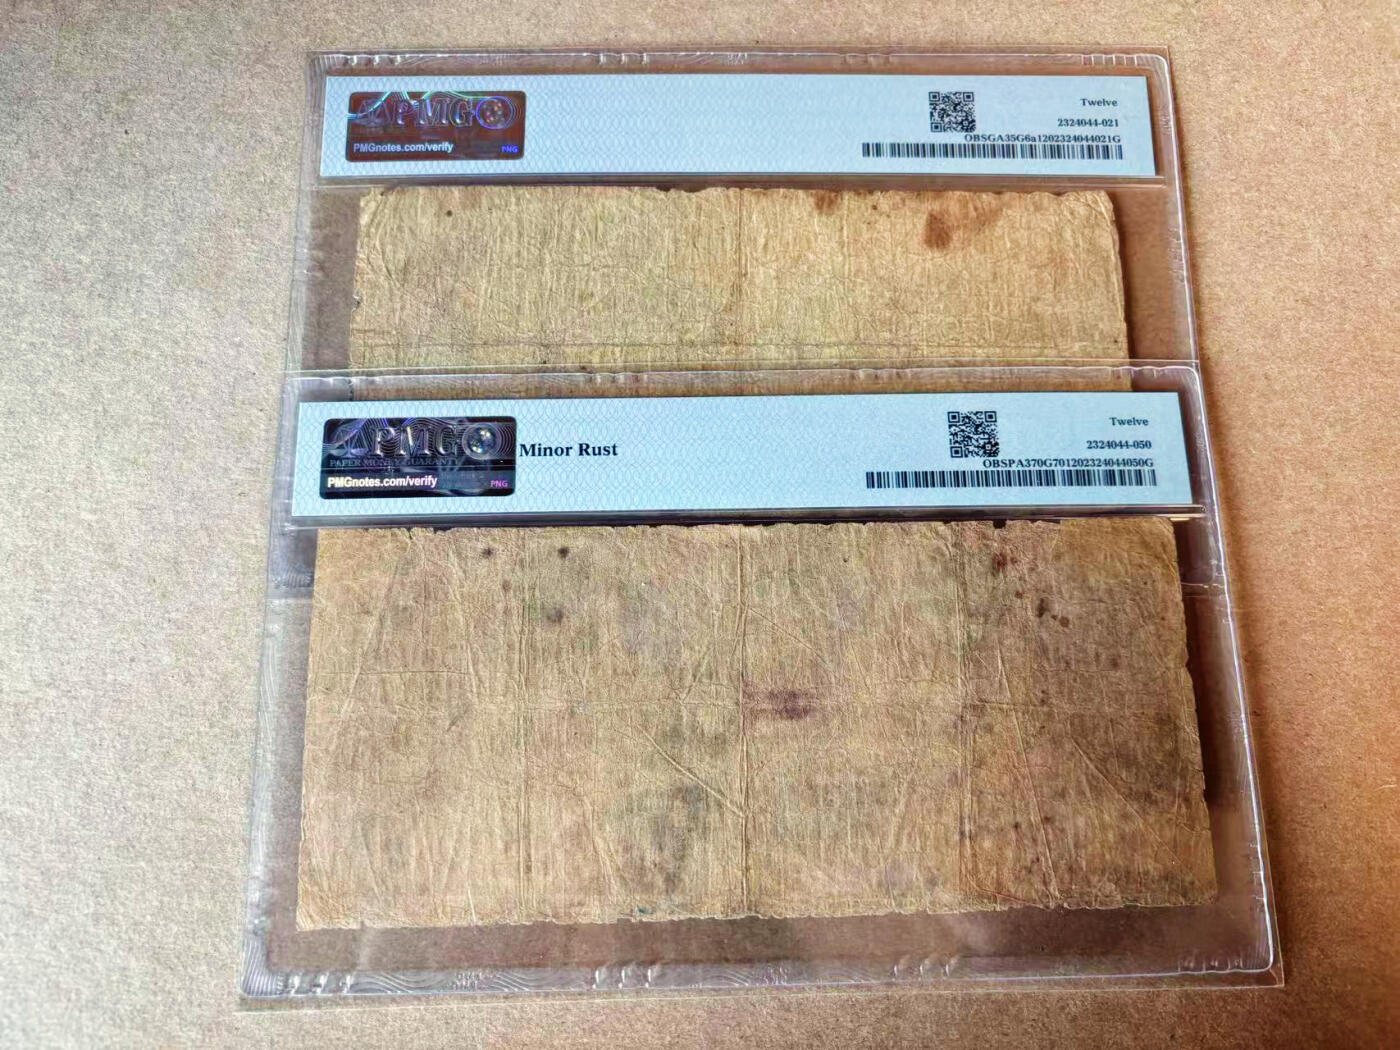 PMG
PMGnotes.com/verify
PNG
Twelve
2324044-021
OBSGA35G6a1202324044021G
PMG
PAPER MONEY GUARANTY
PMGnotes.com/verify
PNG
Minor Rust
Twelve
2324044-050
OBSPA370G701202324044050G